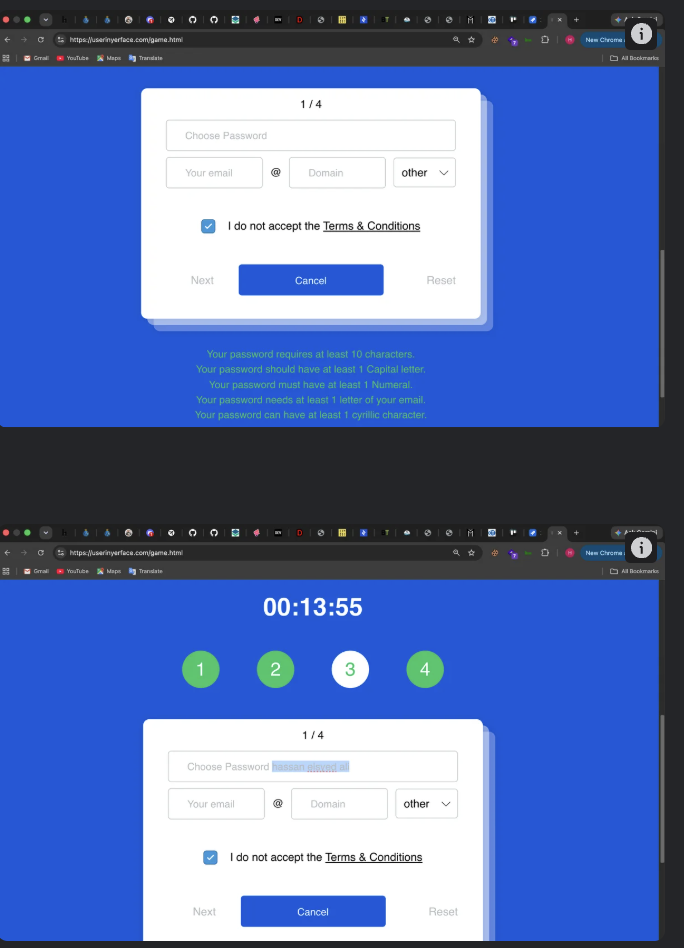 https://userinyerface.com/game.html
New Chrome
Gmail YouTube Maps Translate All Bookmarks
1 / 4
Choose Password
Your email @ Domain other
I do not accept the Terms & Conditions
Next Cancel Reset
Your password requires at least 10 characters.
Your password should have at least 1 Capital letter.
Your password must have at least 1 Numeral.
Your password needs at least 1 letter of your email.
Your password can have at least 1 cyrillic character.
https://userinyerface.com/game.html
New Chrome
Gmail YouTube Maps Translate All Bookmarks
00:13:55
1 2 3 4
1 / 4
Choose Password hassan
Your email @ Domain other
I do not accept the Terms & Conditions
Next Cancel Reset